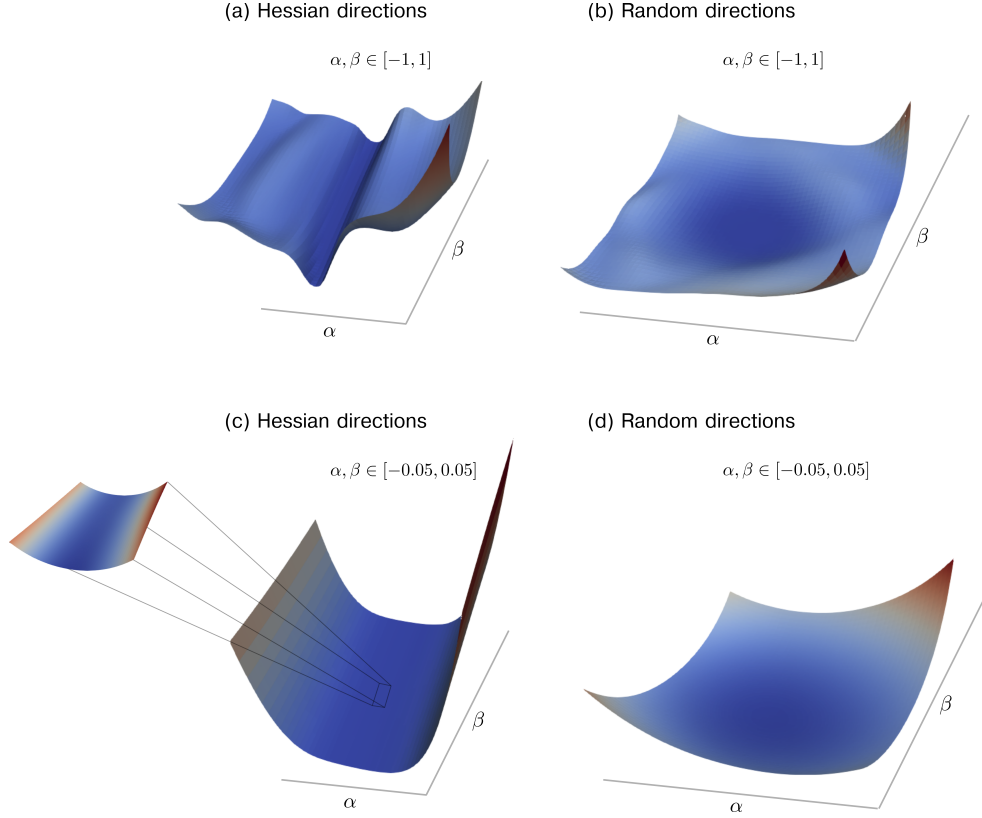 (a) Hessian directions
(b) Random directions
α, β ∈ [−1, 1]
α, β ∈ [−1, 1]
β
β
α
α
(c) Hessian directions
(d) Random directions
α, β ∈ [−0.05, 0.05]
α, β ∈ [−0.05, 0.05]
β
β
α
α